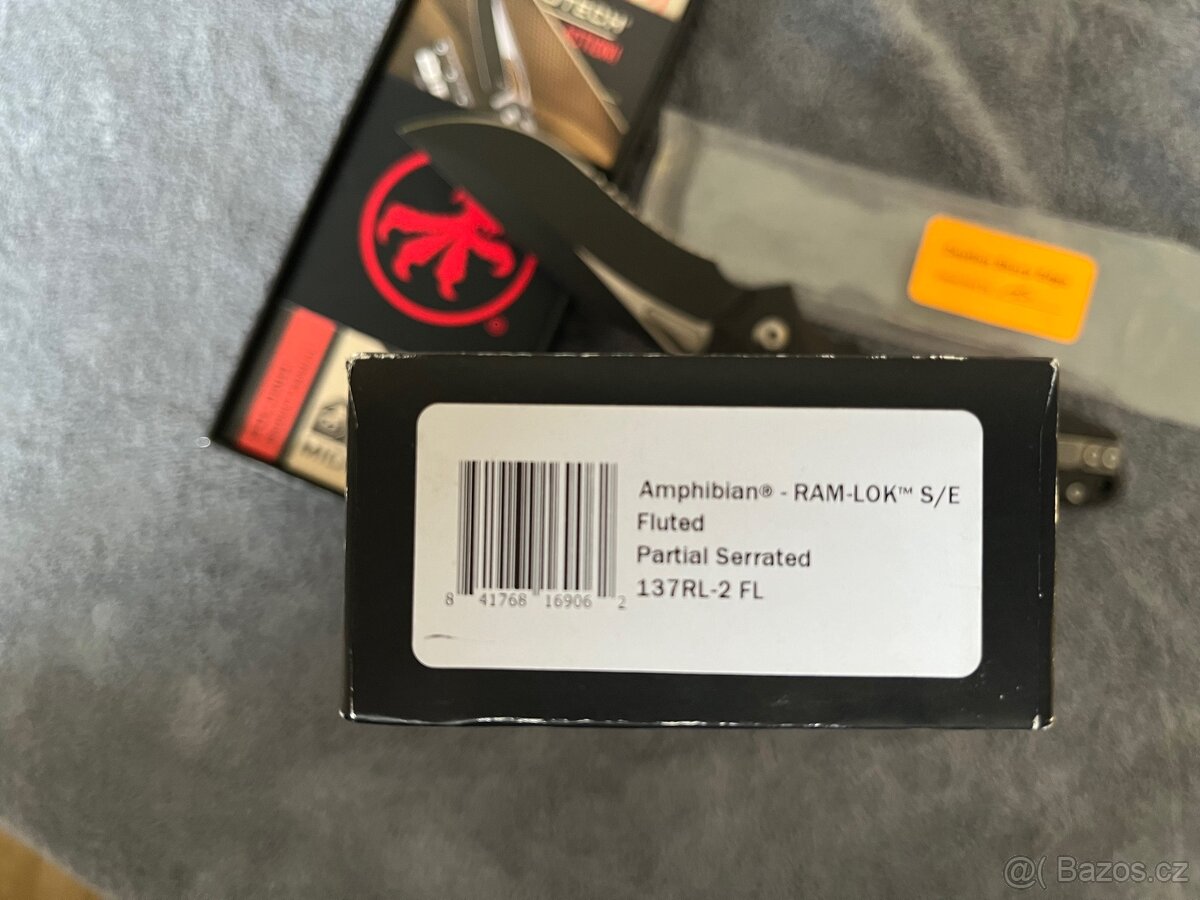 Amphibian® - RAM-LOK™ S/E
Fluted
Partial Serrated
137RL-2 FL
8 41768 16906 2
®
@( Bazos.cz